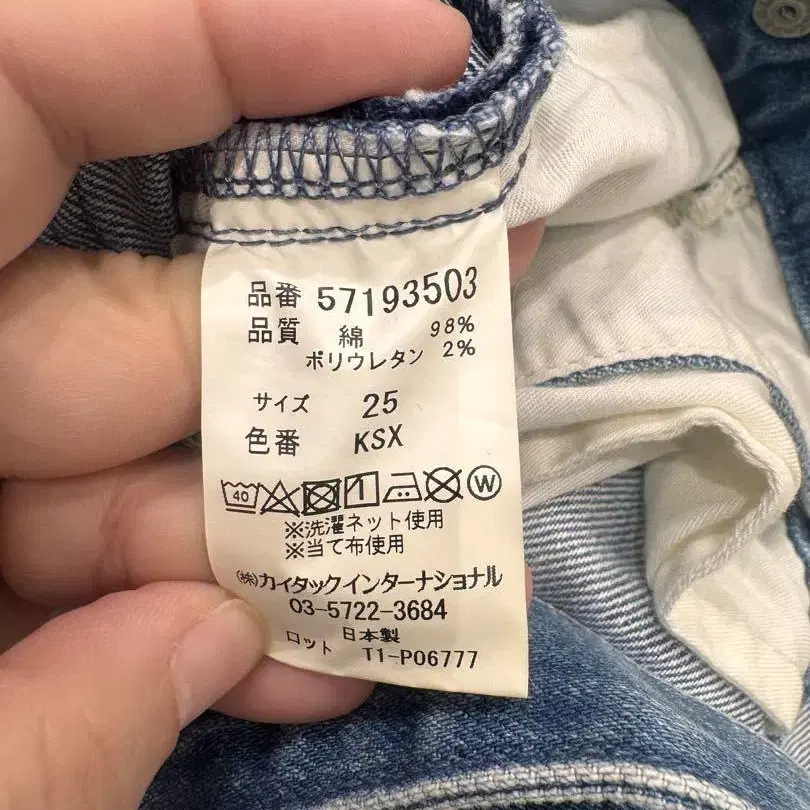 品番 57193503
品質 綿 98%
ポリウレタン 2%
サイズ 25
色番 KSX
40 1 W
※洗濯ネット使用
※当て布使用
㈱カイタックインターナショナル
03-5722-3684
日本製
ロット T1-P06777